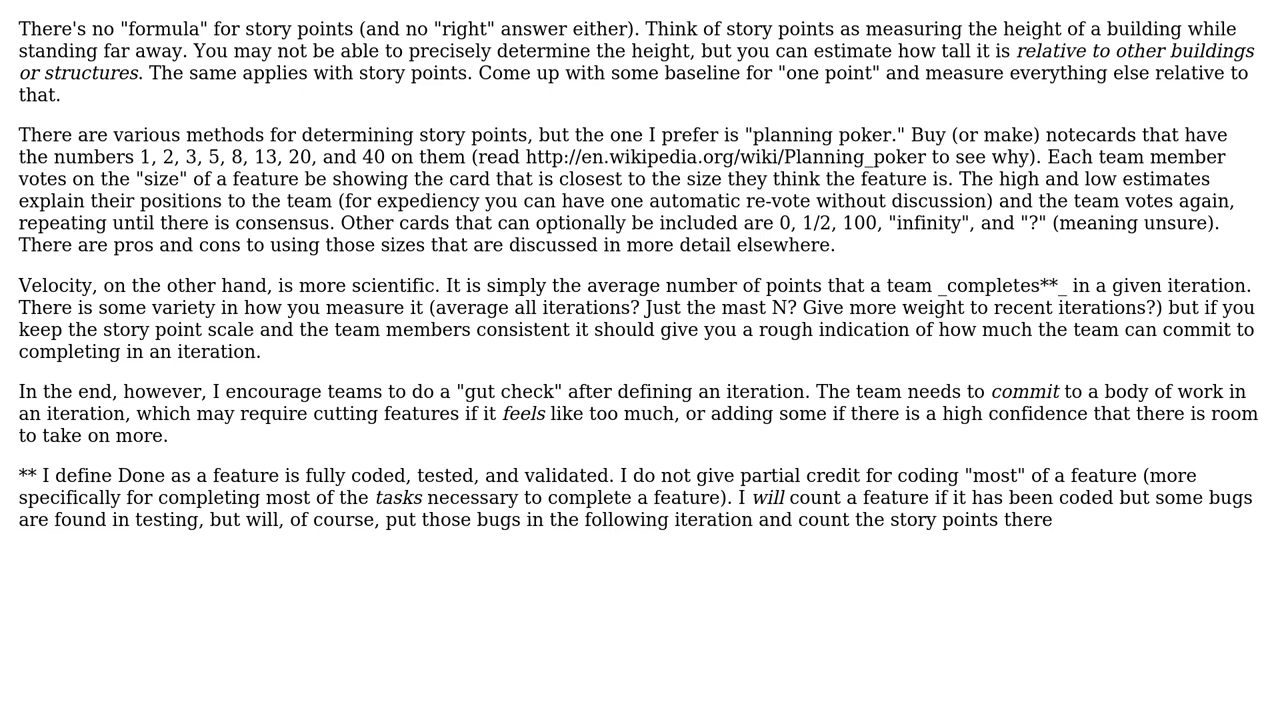 There's no "formula" for story points (and no "right" answer either). Think of story points as measuring the height of a building while
standing far away. You may not be able to precisely determine the height, but you can estimate how tall it is relative to other buildings
or structures. The same applies with story points. Come up with some baseline for "one point" and measure everything else relative to
that.
There are various methods for determining story points, but the one I prefer is "planning poker." Buy (or make) notecards that have
the numbers 1, 2, 3, 5, 8, 13, 20, and 40 on them (read http://en.wikipedia.org/wiki/Planning_poker to see why). Each team member
votes on the "size" of a feature be showing the card that is closest to the size they think the feature is. The high and low estimates
explain their positions to the team (for expediency you can have one automatic re-vote without discussion) and the team votes again,
repeating until there is consensus. Other cards that can optionally be included are 0, 1/2, 100, "infinity", and "?" (meaning unsure).
There are pros and cons to using those sizes that are discussed in more detail elsewhere.
Velocity, on the other hand, is more scientific. It is simply the average number of points that a team _completes**_ in a given iteration.
There is some variety in how you measure it (average all iterations? Just the mast N? Give more weight to recent iterations?) but if you
keep the story point scale and the team members consistent it should give you a rough indication of how much the team can commit to
completing in an iteration.
In the end, however, I encourage teams to do a "gut check" after defining an iteration. The team needs to commit to a body of work in
an iteration, which may require cutting features if it feels like too much, or adding some if there is a high confidence that there is room
to take on more.
** I define Done as a feature is fully coded, tested, and validated. I do not give partial credit for coding "most" of a feature (more
specifically for completing most of the tasks necessary to complete a feature). I will count a feature if it has been coded but some bugs
are found in testing, but will, of course, put those bugs in the following iteration and count the story points there